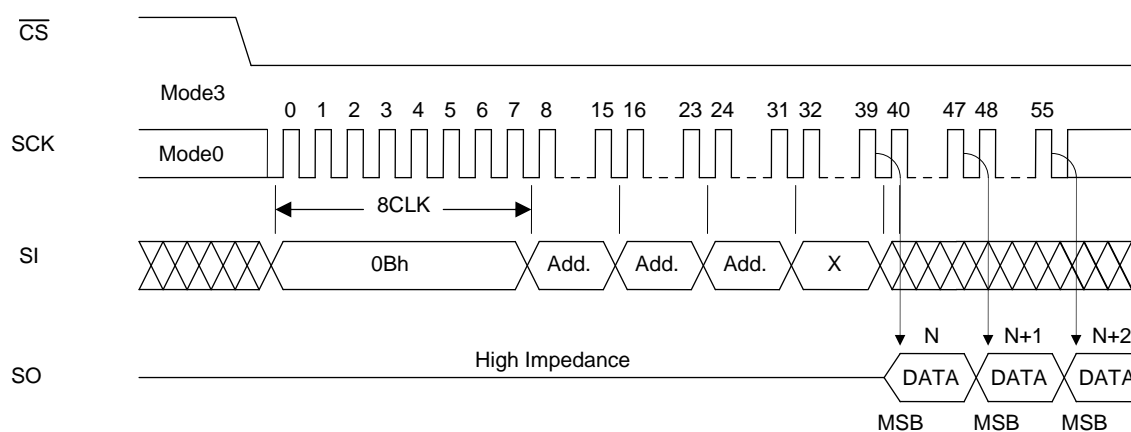 CS
Mode3
0 1 2 3 4 5 6 7 8 15 16 23 24 31 32 39 40 47 48 55
SCK
Mode0
8CLK
SI
0Bh Add. Add. Add. X
N N+1 N+2
High Impedance
SO
DATA DATA DATA
MSB MSB MSB